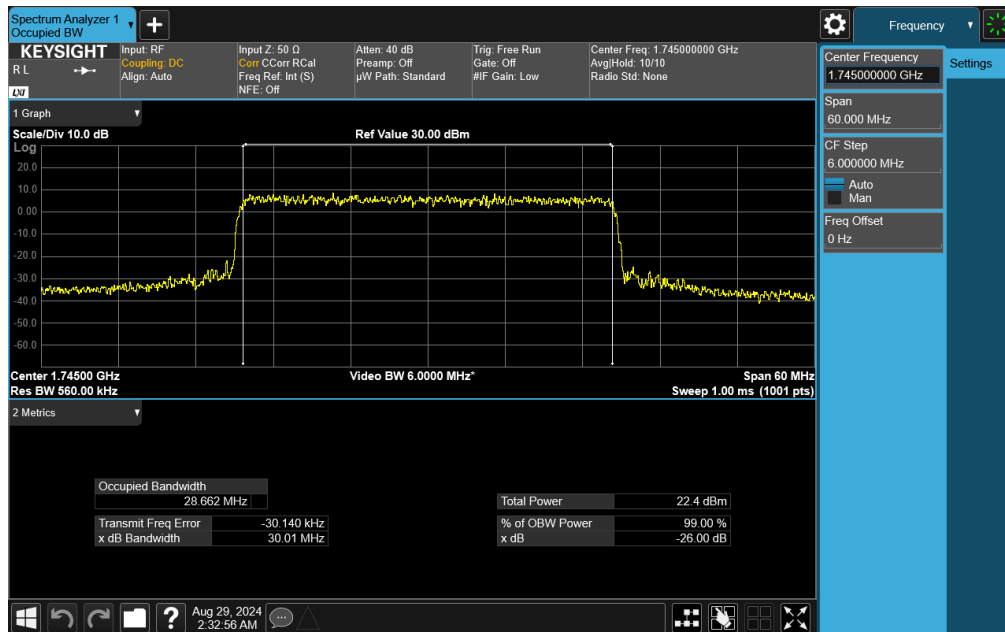 Spectrum Analyzer 1
Occupied BW
Frequency
KEYSIGHT
R L
LXI
Input: RF
Coupling: DC
Align: Auto
Input Z: 50 Ω
Corr CCorr RCal
Freq Ref: Int (S)
NFE: Off
Atten: 40 dB
Preamp: Off
µW Path: Standard
Trig: Free Run
Gate: Off
#IF Gain: Low
Center Freq: 1.745000000 GHz
Avg|Hold: 10/10
Radio Std: None
Center Frequency
1.745000000 GHz
Settings
Span
60.000 MHz
CF Step
6.000000 MHz
Auto
Man
Freq Offset
0 Hz
1 Graph
Scale/Div 10.0 dB
Ref Value 30.00 dBm
Log
20.0
10.0
0.00
-10.0
-20.0
-30.0
-40.0
-50.0
-60.0
Center 1.74500 GHz
Video BW 6.0000 MHz*
Span 60 MHz
Res BW 560.00 kHz
Sweep 1.00 ms (1001 pts)
2 Metrics
Occupied Bandwidth
28.662 MHz
Transmit Freq Error -30.140 kHz
x dB Bandwidth 30.01 MHz
Total Power 22.4 dBm
% of OBW Power 99.00 %
x dB -26.00 dB
Aug 29, 2024
2:32:56 AM